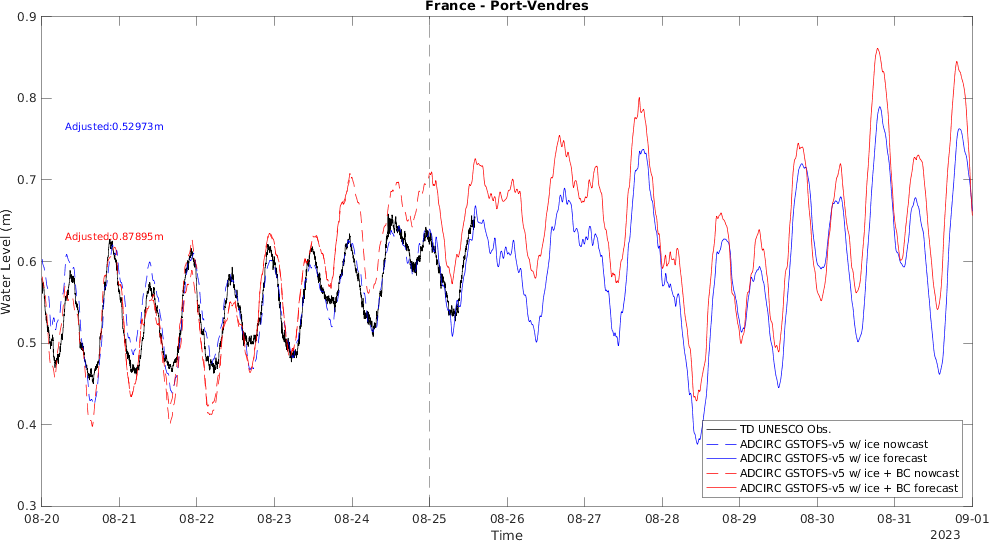 France - Port-Vendres
Water Level (m)
0.9
0.8
0.7
0.6
0.5
0.4
0.3
Adjusted:0.52973m
Adjusted:0.87895m
TD UNESCO Obs.
ADCIRC GSTOFS-v5 w/ ice nowcast
ADCIRC GSTOFS-v5 w/ ice forecast
ADCIRC GSTOFS-v5 w/ ice + BC nowcast
ADCIRC GSTOFS-v5 w/ ice + BC forecast
08-20 08-21 08-22 08-23 08-24 08-25 08-26 08-27 08-28 08-29 08-30 08-31 09-01
Time
2023